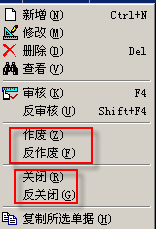 新增(N) Ctrl+N
修改(M)
删除(D) Del
查看(V)
审核(K) F4
反审核(U) Shift+F4
作废(Z)
反作废(F)
关闭(R)
反关闭(G)
复制所选单据(H)